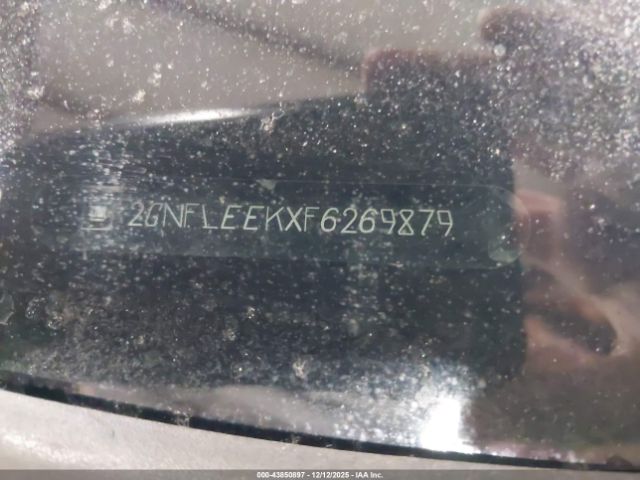 2GNFLEEKXF6269879
000-43850897 - 12/12/2025 - IAA Inc.